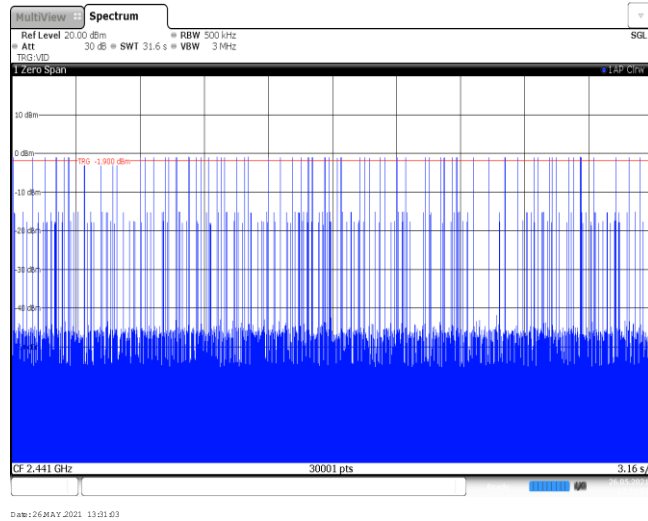 MultiView Spectrum
Ref Level 20.00 dBm RBW 500 kHz SGL
Att 30 dB SWT 31.6 s VBW 3 MHz
TRG:VID
1 Zero Span 1AP Clrw
10 dBm
0 dBm
TRG -1.900 dBm
-10 dBm
-20 dBm
-30 dBm
-40 dBm
CF 2.441 GHz 30001 pts 3.16 s/
Date: 26.MAY.2021 13:31:03